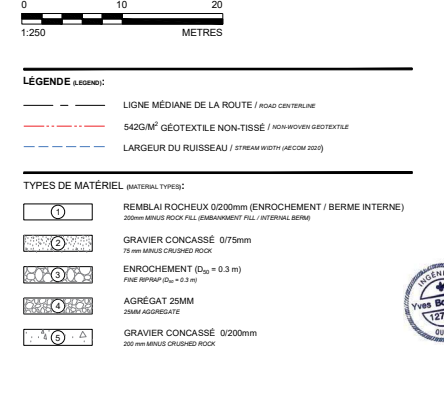 0 10 20
1:250 METRES
LÉGENDE (LEGEND):
LIGNE MÉDIANE DE LA ROUTE / ROAD CENTERLINE
542G/M² GÉOTEXTILE NON-TISSÉ / NON-WOVEN GEOTEXTILE
LARGEUR DU RUISSEAU / STREAM WIDTH (AECOM 2020)
TYPES DE MATÉRIEL (MATERIAL TYPES):
1 REMBLAI ROCHEUX 0/200mm (ENROCHEMENT / BERME INTERNE)
200mm MINUS ROCK FILL (EMBANKMENT FILL / INTERNAL BERM)
2 GRAVIER CONCASSÉ 0/75mm
75 mm MINUS CRUSHED ROCK
3 ENROCHEMENT (D50 = 0.3 m)
FINE RIPRAP (D50 = 0.3 m)
4 AGRÉGAT 25MM
25MM AGGREGATE
5 GRAVIER CONCASSÉ 0/200mm
200 mm MINUS CRUSHED ROCK
Yves
127